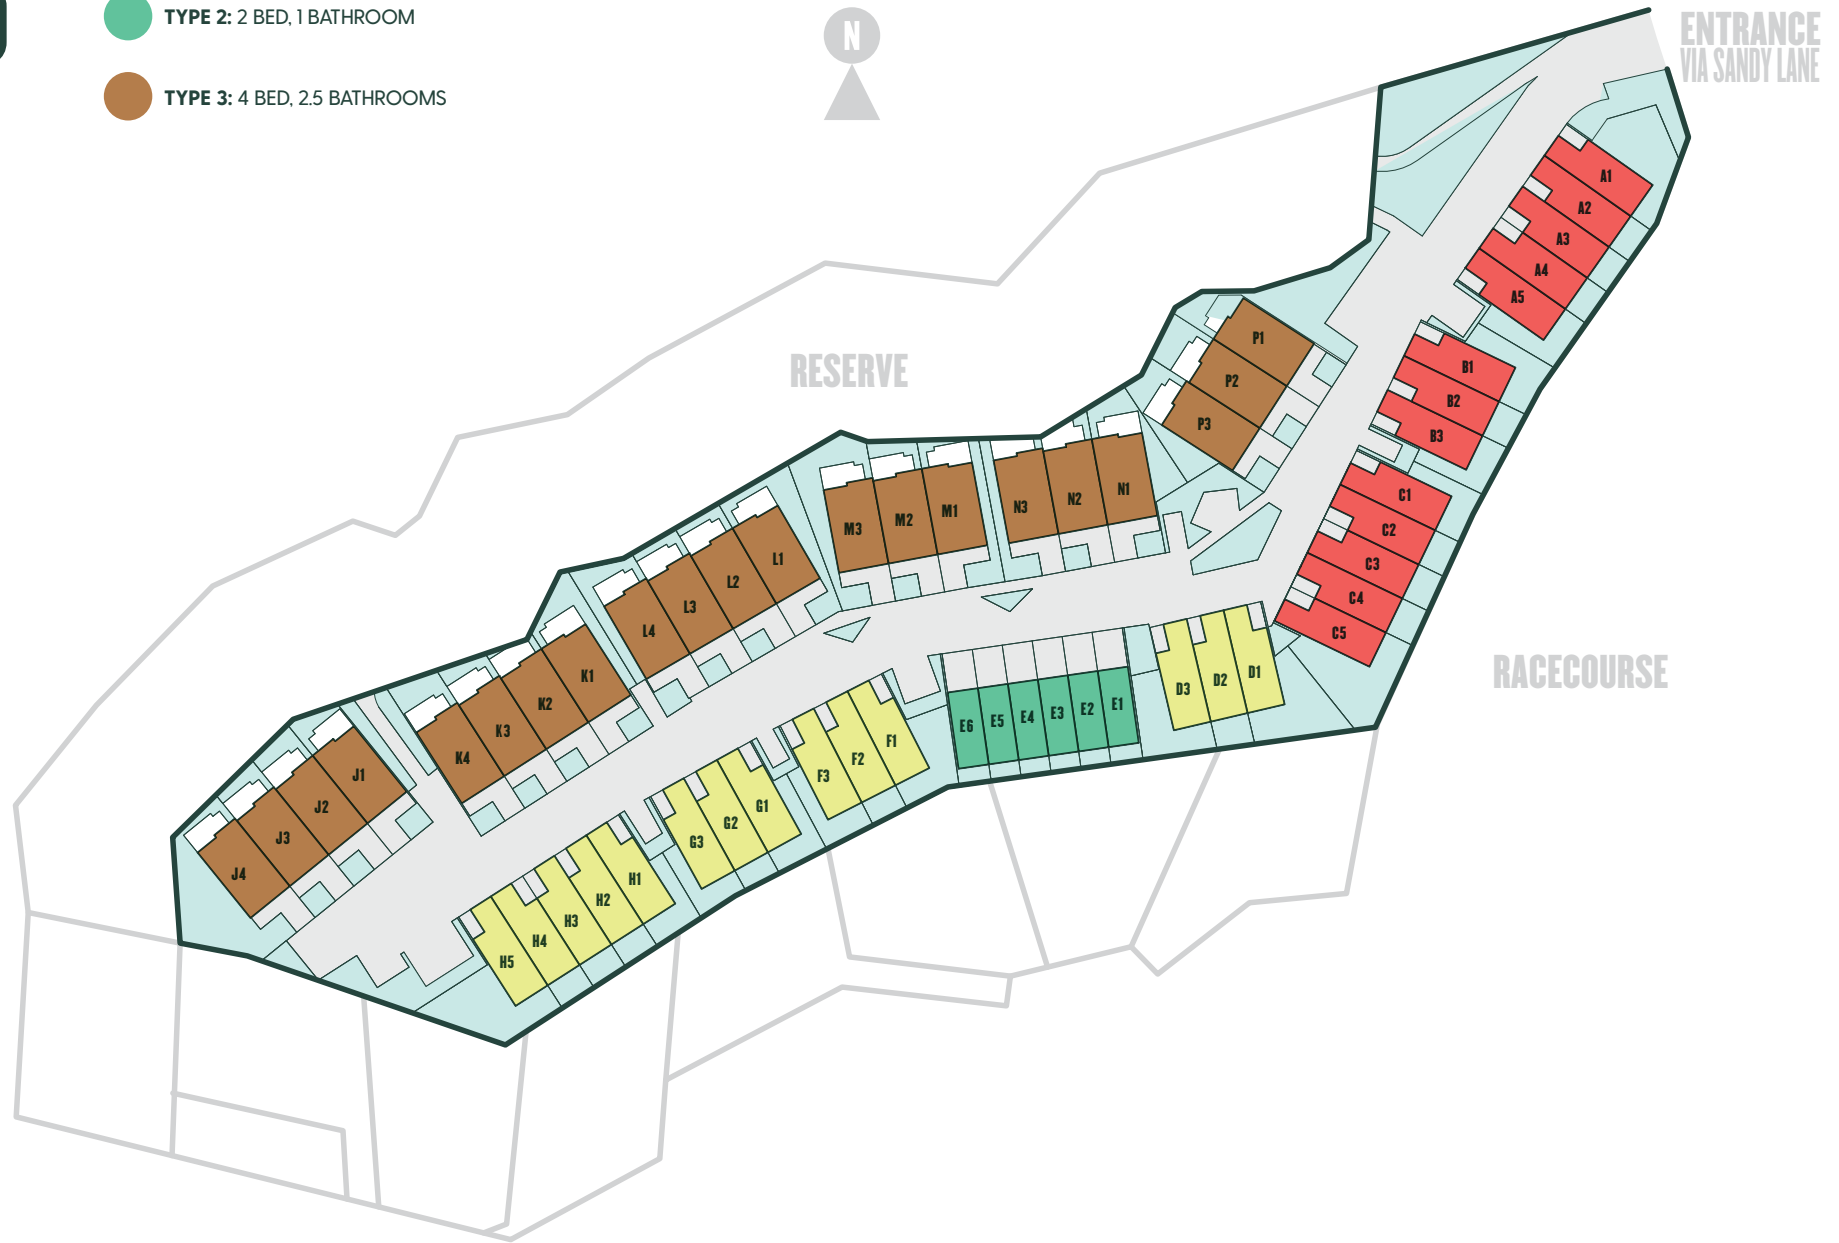 TYPE 2: 2 BED, 1 BATHROOM
TYPE 3: 4 BED, 2.5 BATHROOMS
N
ENTRANCE
VIA SANDY LANE
A1
A2
A3
A4
A5
B1
B2
B3
C1
C2
C3
C4
C5
RESERVE
RACECOURSE
P1
P2
P3
N1
N2
N3
M1
M2
M3
L1
L2
L3
L4
K1
K2
K3
K4
J1
J2
J3
J4
D1
D2
D3
E1
E2
E3
E4
E5
E6
F1
F2
F3
G1
G2
G3
H1
H2
H3
H4
H5